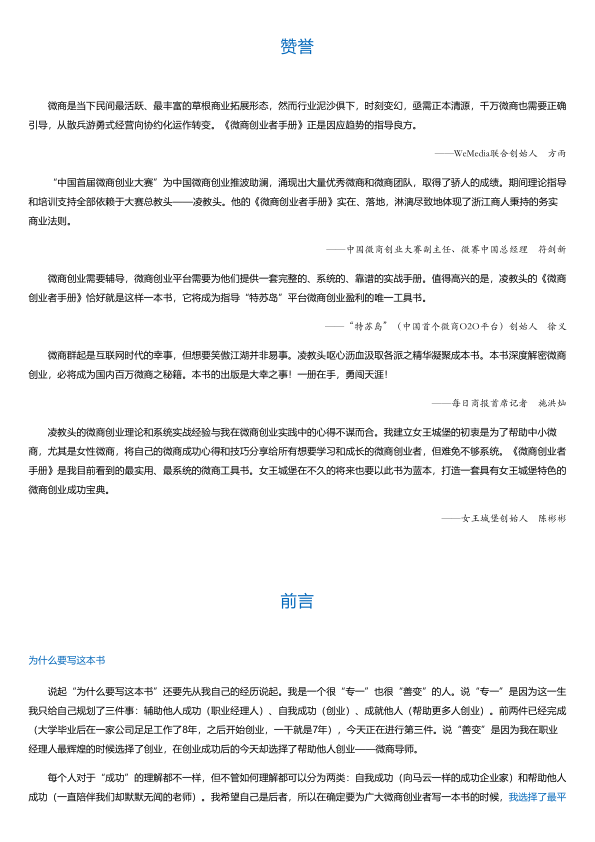 赞誉
微商是当下民间最活跃、最丰富的草根商业拓展形态，然而行业泥沙俱下，时刻变幻，亟需正本清源，千万微商也需要正确
引导，从散兵游勇式经营向协约化运作转变。《微商创业者手册》正是因应趋势的指导良方。
——WeMedia联合创始人　方雨
“中国首届微商创业大赛”为中国微商创业推波助澜，涌现出大量优秀微商和微商团队，取得了骄人的成绩。期间理论指导
和培训支持全部依赖于大赛总教头——凌教头。他的《微商创业者手册》实在、落地，淋漓尽致地体现了浙江商人秉持的务实
商业法则。
——中国微商创业大赛副主任、微赛中国总经理　符剑新
微商创业需要辅导，微商创业平台需要为他们提供一套完整的、系统的、靠谱的实战手册。值得高兴的是，凌教头的《微商
创业者手册》恰好就是这样一本书，它将成为指导“特苏岛”平台微商创业盈利的唯一工具书。
——“特苏岛”（中国首个微商O2O平台）创始人　徐义
微商群起是互联网时代的幸事，但想要笑傲江湖并非易事。凌教头呕心沥血汲取各派之精华凝聚成本书。本书深度解密微商
创业，必将成为国内百万微商之秘籍。本书的出版是大幸之事！一册在手，勇闯天涯！
——每日商报首席记者　施洪灿
凌教头的微商创业理论和系统实战经验与我在微商创业实践中的心得不谋而合。我建立女王城堡的初衷是为了帮助中小微
商，尤其是女性微商，将自己的微商成功心得和技巧分享给所有想要学习和成长的微商创业者，但难免不够系统。《微商创业者
手册》是我目前看到的最实用、最系统的微商工具书。女王城堡在不久的将来也要以此书为蓝本，打造一套具有女王城堡特色的
微商创业成功宝典。
——女王城堡创始人　陈彬彬
前言
为什么要写这本书
说起“为什么要写这本书”还要先从我自己的经历说起。我是一个很“专一”也很“善变”的人。说“专一”是因为这一生
我只给自己规划了三件事：辅助他人成功（职业经理人）、自我成功（创业）、成就他人（帮助更多人创业）。前两件已经完成
（大学毕业后在一家公司足足工作了8年，之后开始创业，一干就是7年），今天正在进行第三件。说“善变”是因为我在职业
经理人最辉煌的时候选择了创业，在创业成功后的今天却选择了帮助他人创业——微商导师。
每个人对于“成功”的理解都不一样，但不管如何理解都可以分为两类：自我成功（向马云一样的成功企业家）和帮助他人
成功（一直陪伴我们却默默无闻的老师）。我希望自己是后者，所以在确定要为广大微商创业者写一本书的时候，我选择了最平